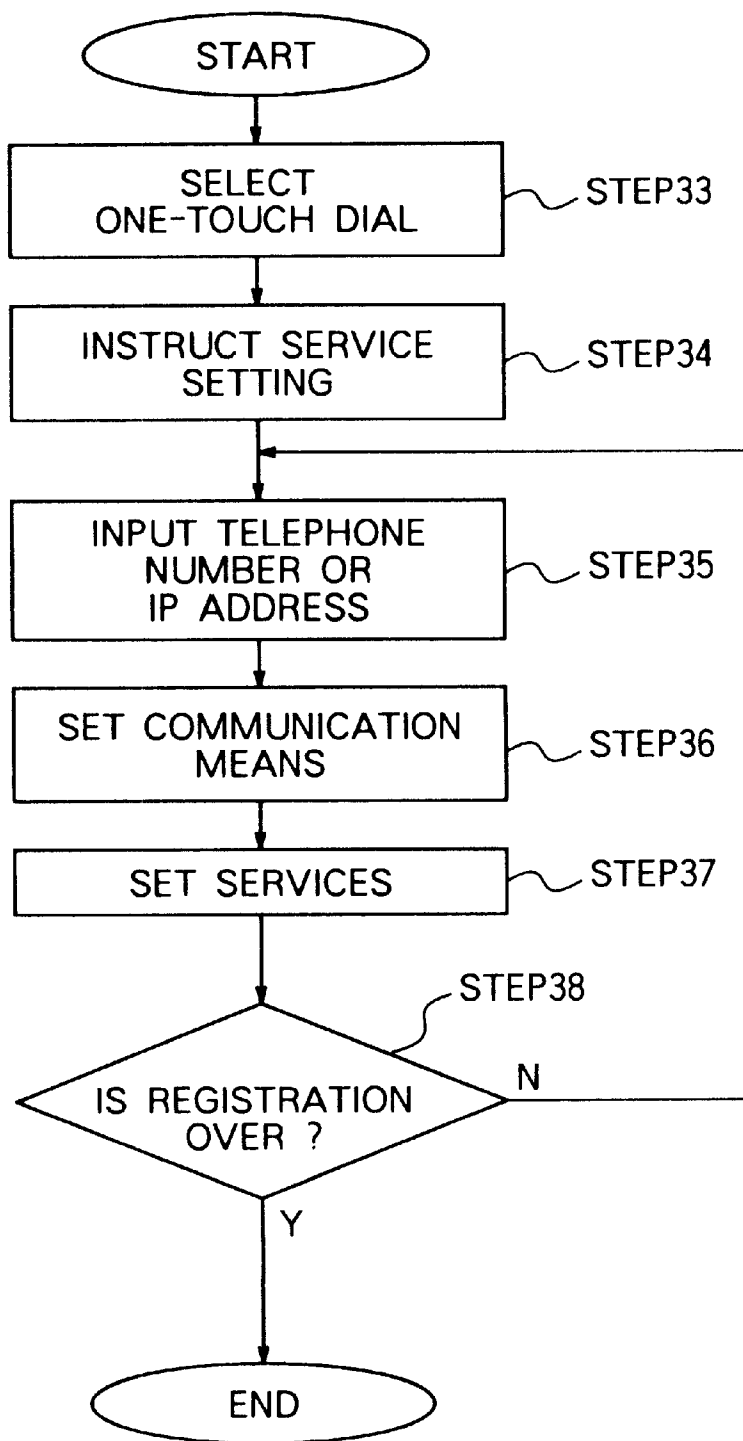 START
SELECT
ONE-TOUCH DIAL
STEP33
INSTRUCT SERVICE
SETTING
STEP34
INPUT TELEPHONE
NUMBER OR
IP ADDRESS
STEP35
SET COMMUNICATION
MEANS
STEP36
SET SERVICES
STEP37
STEP38
IS REGISTRATION
OVER ?
N
Y
END